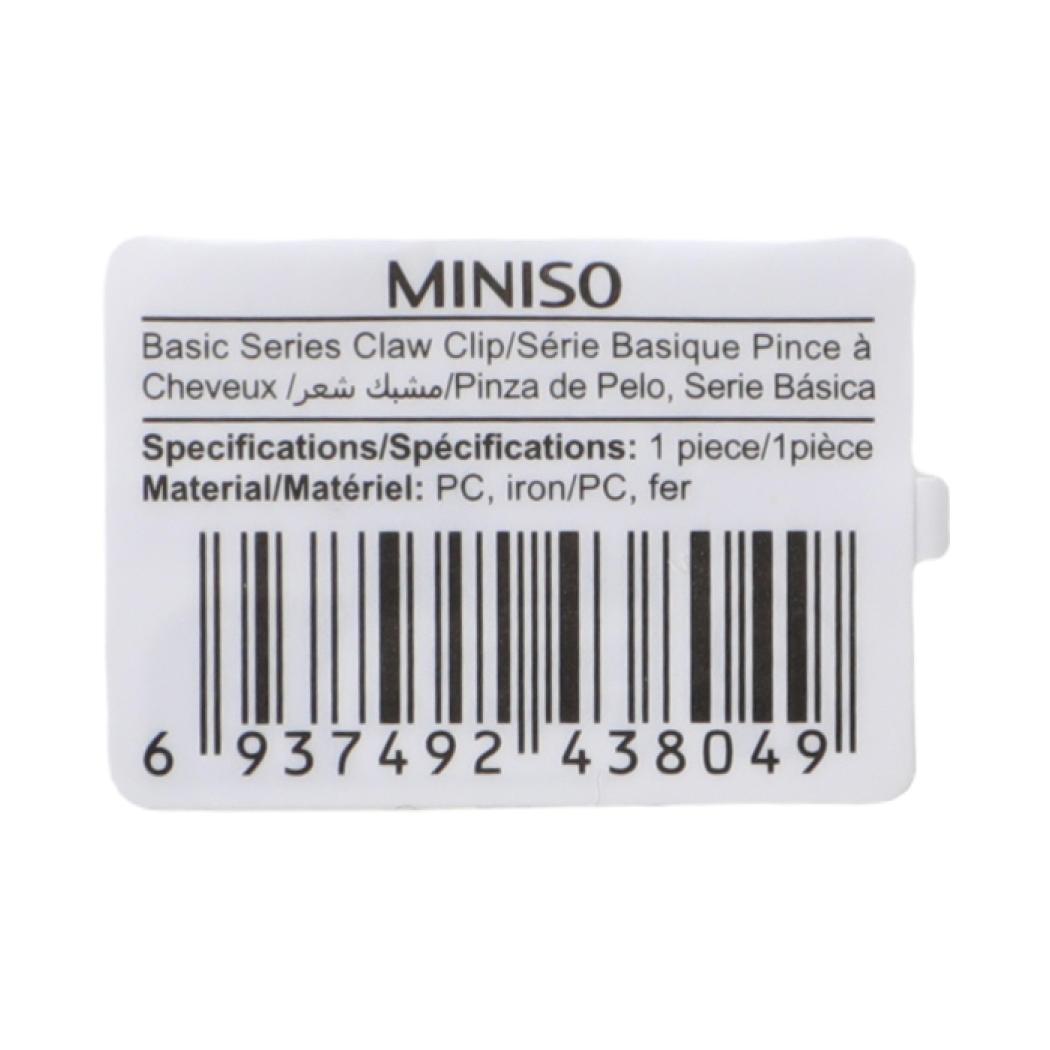 MINISO
Basic Series Claw Clip/Série Basique Pince à
Cheveux /مشبك شعر/Pinza de Pelo, Serie Básica
Specifications/Spécifications: 1 piece/1pièce
Material/Matériel: PC, iron/PC, fer
6 937492 438049